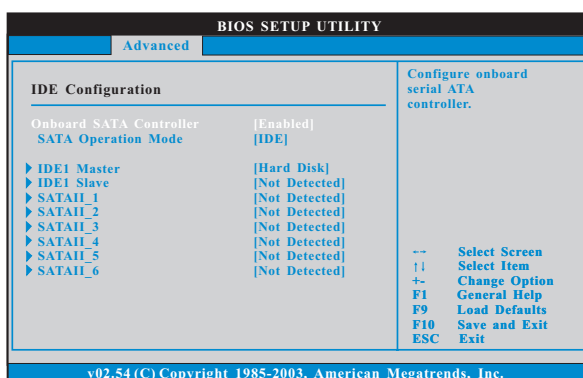 BIOS SETUP UTILITY
Advanced
IDE Configuration
Onboard SATA Controller [Enabled]
SATA Operation Mode [IDE]
IDE1 Master [Hard Disk]
IDE1 Slave [Not Detected]
SATAII_1 [Not Detected]
SATAII_2 [Not Detected]
SATAII_3 [Not Detected]
SATAII_4 [Not Detected]
SATAII_5 [Not Detected]
SATAII_6 [Not Detected]
Configure onboard
serial ATA
controller.
←→ Select Screen
↑↓ Select Item
+- Change Option
F1 General Help
F9 Load Defaults
F10 Save and Exit
ESC Exit
v02.54 (C) Copyright 1985-2003, American Megatrends, Inc.